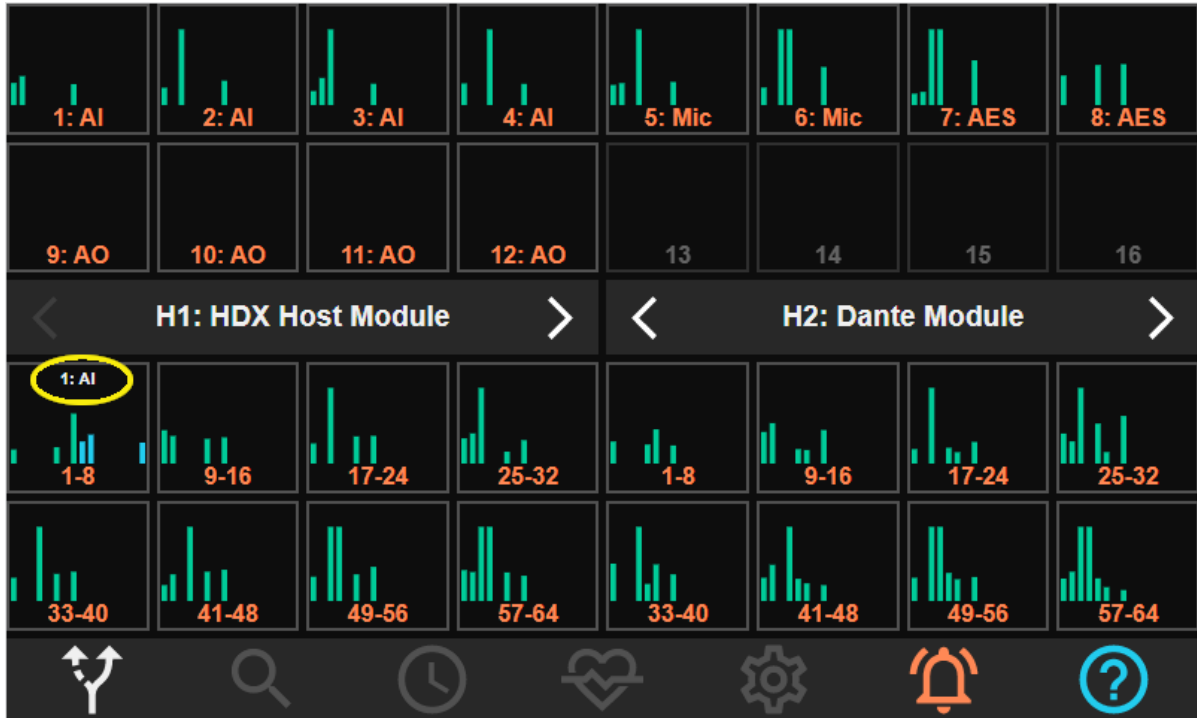 1: AI
2: AI
3: AI
4: AI
5: Mic
6: Mic
7: AES
8: AES
9: AO
10: AO
11: AO
12: AO
13
14
15
16
H1: HDX Host Module
H2: Dante Module
1: AI
1-8
9-16
17-24
25-32
1-8
9-16
17-24
25-32
33-40
41-48
49-56
57-64
33-40
41-48
49-56
57-64
?